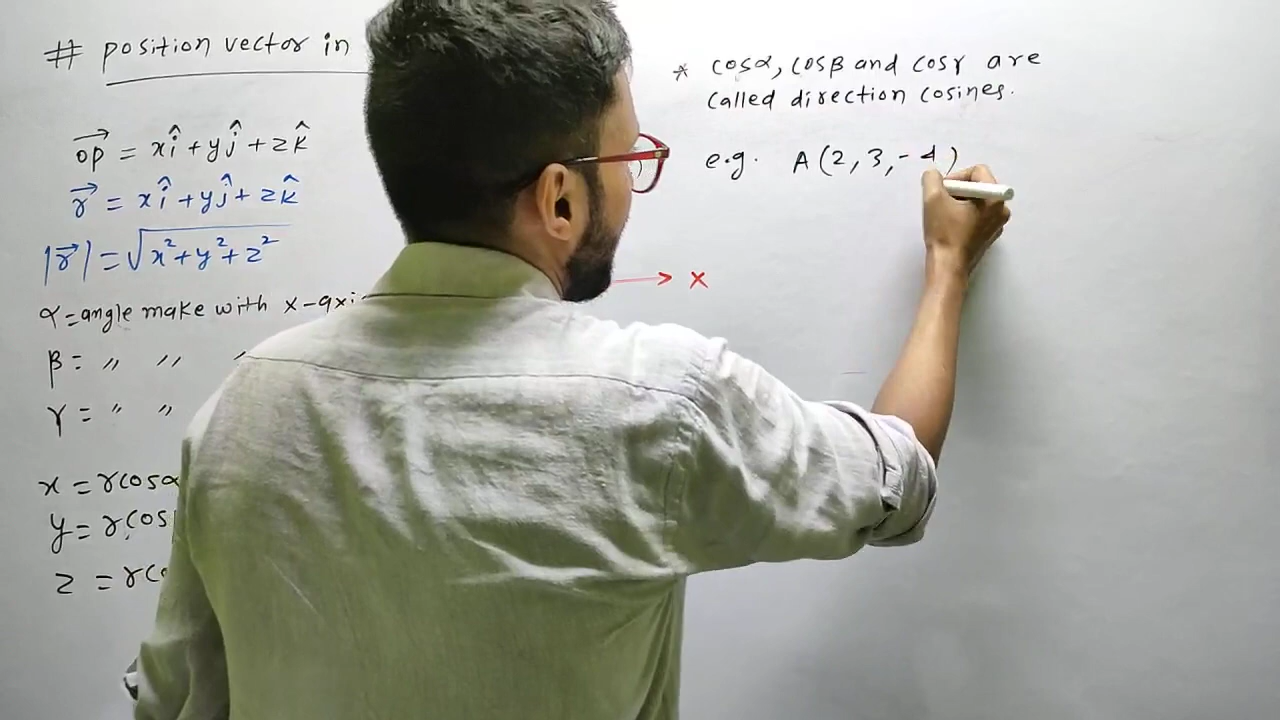 # position vector in
→OP = xî + yĵ + zk̂
→r = xî + yĵ + zk̂
|→r| = √x²+y²+z²
α = angle make with x-axi
β = " " "
γ = " "
x = rcosα
y = rcos
z = rc
X
* cosα, cosβ and cosγ are
called direction cosines.
e.g. A(2, 3, -4)